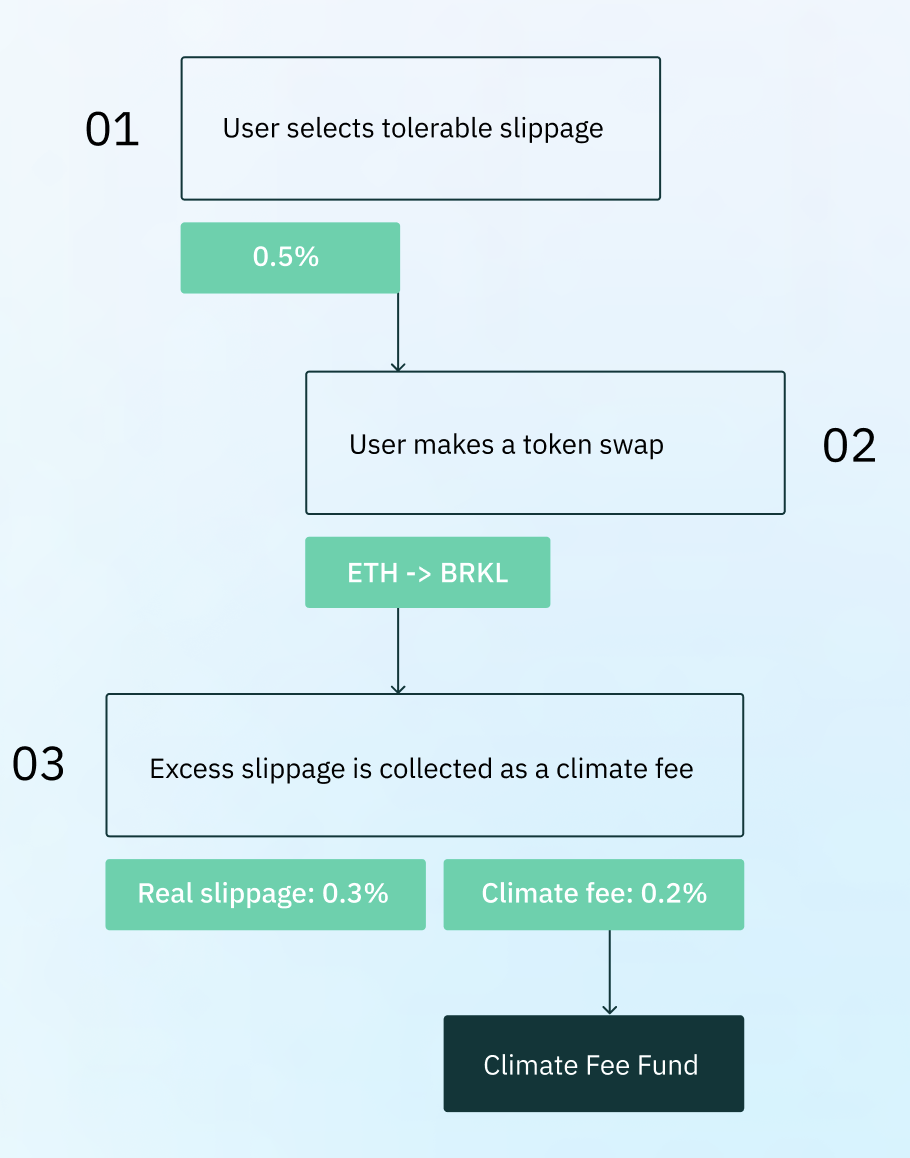 01
User selects tolerable slippage
0.5%
User makes a token swap
02
ETH -> BRKL
03
Excess slippage is collected as a climate fee
Real slippage: 0.3%
Climate fee: 0.2%
Climate Fee Fund